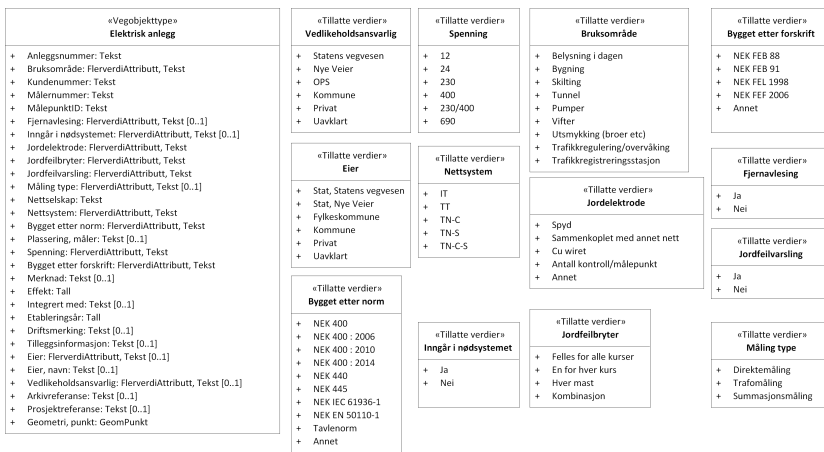 «Vegobjekttype»
Elektrisk anlegg
+ Anleggsnummer: Tekst
+ Bruksområde: FlerverdiAttributt, Tekst
+ Kundenummer: Tekst
+ Målernummer: Tekst
+ MålepunktID: Tekst
+ Fjernavlesing: FlerverdiAttributt, Tekst [0..1]
+ Inngår i nødsystemet: FlerverdiAttributt, Tekst [0..1]
+ Jordelektrode: FlerverdiAttributt, Tekst
+ Jordfeilbryter: FlerverdiAttributt, Tekst
+ Jordfeilvarsling: FlerverdiAttributt, Tekst
+ Måling type: FlerverdiAttributt, Tekst [0..1]
+ Nettselskap: Tekst
+ Nettsystem: FlerverdiAttributt, Tekst
+ Bygget etter norm: FlerverdiAttributt, Tekst
+ Plassering, måler: Tekst [0..1]
+ Spenning: FlerverdiAttributt, Tekst
+ Bygget etter forskrift: FlerverdiAttributt, Tekst
+ Merknad: Tekst [0..1]
+ Effekt: Tall
+ Integrert med: Tekst [0..1]
+ Etableringsår: Tall
+ Driftsmerking: Tekst [0..1]
+ Tilleggsinformasjon: Tekst [0..1]
+ Eier: FlerverdiAttributt, Tekst [0..1]
+ Eier, navn: Tekst [0..1]
+ Vedlikeholdsansvarlig: FlerverdiAttributt, Tekst [0..1]
+ Arkivreferanse: Tekst [0..1]
+ Prosjektreferanse: Tekst [0..1]
+ Geometri, punkt: GeomPunkt
«Tillatte verdier»
Vedlikeholdsansvarlig
+ Statens vegvesen
+ Nye Veier
+ OPS
+ Kommune
+ Privat
+ Uavklart
«Tillatte verdier»
Eier
+ Stat, Statens vegvesen
+ Stat, Nye Veier
+ Fylkeskommune
+ Kommune
+ Privat
+ Uavklart
«Tillatte verdier»
Bygget etter norm
+ NEK 400
+ NEK 400 : 2006
+ NEK 400 : 2010
+ NEK 400 : 2014
+ NEK 440
+ NEK 445
+ NEK IEC 61936-1
+ NEK EN 50110-1
+ Tavlenorm
+ Annet
«Tillatte verdier»
Spenning
+ 12
+ 24
+ 230
+ 400
+ 230/400
+ 690
«Tillatte verdier»
Nettsystem
+ IT
+ TT
+ TN-C
+ TN-S
+ TN-C-S
«Tillatte verdier»
Inngår i nødsystemet
+ Ja
+ Nei
«Tillatte verdier»
Bruksområde
+ Belysning i dagen
+ Bygning
+ Skilting
+ Tunnel
+ Pumper
+ Vifter
+ Utsmykking (broer etc)
+ Trafikkregulering/overvåking
+ Trafikkregistreringsstasjon
«Tillatte verdier»
Jordelektrode
+ Spyd
+ Sammenkoplet med annet nett
+ Cu wiret
+ Antall kontroll/målepunkt
+ Annet
«Tillatte verdier»
Jordfeilbryter
+ Felles for alle kurser
+ En for hver kurs
+ Hver mast
+ Kombinasjon
«Tillatte verdier»
Bygget etter forskrift
+ NEK FEB 88
+ NEK FEB 91
+ NEK FEL 1998
+ NEK FEF 2006
+ Annet
«Tillatte verdier»
Fjernavlesing
+ Ja
+ Nei
«Tillatte verdier»
Jordfeilvarsling
+ Ja
+ Nei
«Tillatte verdier»
Måling type
+ Direktemåling
+ Trafomåling
+ Summasjonsmåling